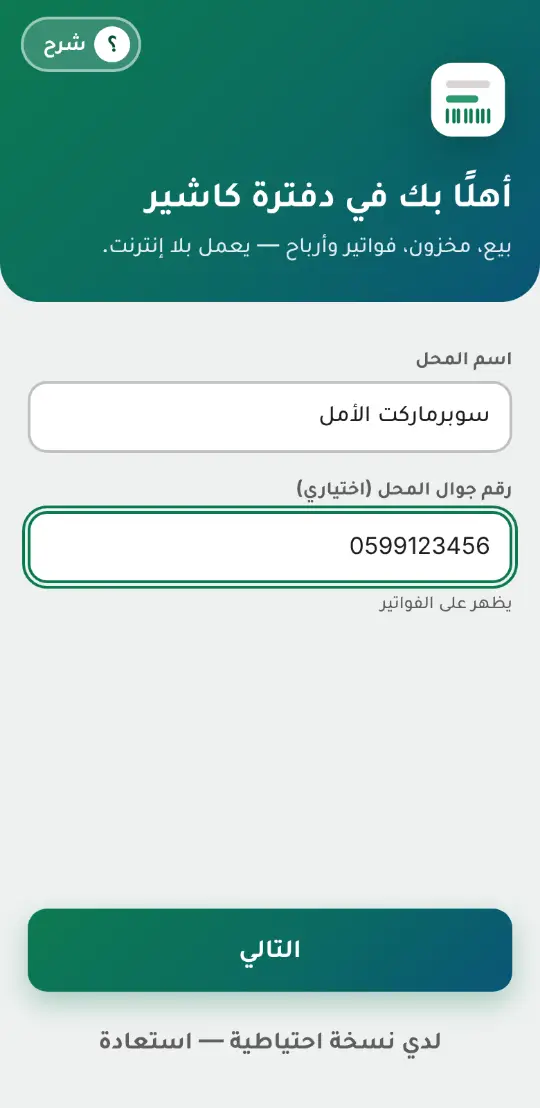 ؟ شرح
أهلًا بك في دفترة كاشير
بيع، مخزون، فواتير وأرباح — يعمل بلا إنترنت.
اسم المحل
سوبرماركت الأمل
رقم جوال المحل (اختياري)
0599123456
يظهر على الفواتير
التالي
لدي نسخة احتياطية — استعادة